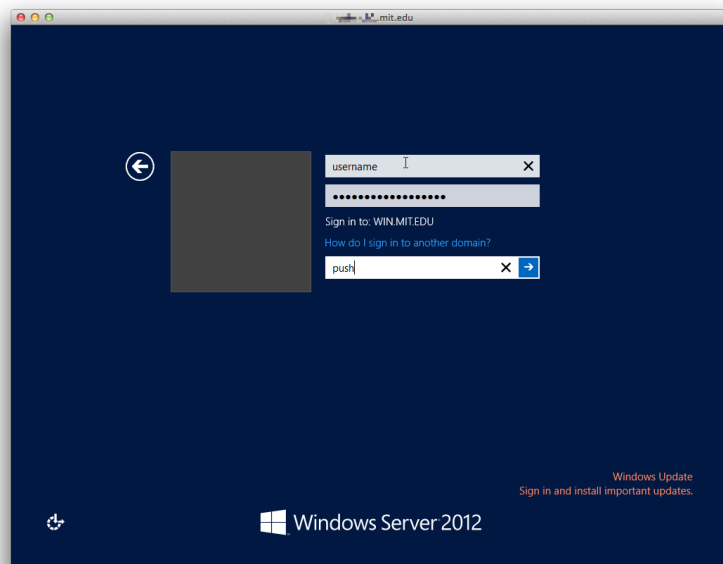 .mit.edu
username
Sign in to: WIN.MIT.EDU
How do I sign in to another domain?
push
Windows Update
Sign in and install important updates.
Windows Server 2012